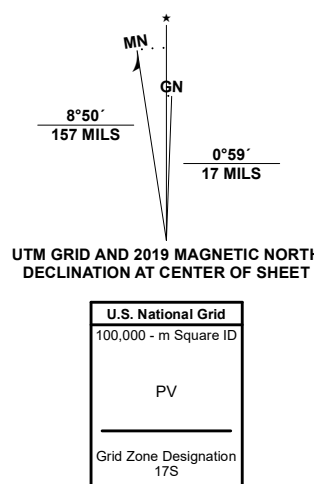 MN
GN
8°50´
157 MILS
0°59´
17 MILS
UTM GRID AND 2019 MAGNETIC NORTH
DECLINATION AT CENTER OF SHEET
U.S. National Grid
100,000 - m Square ID
PV
Grid Zone Designation
17S